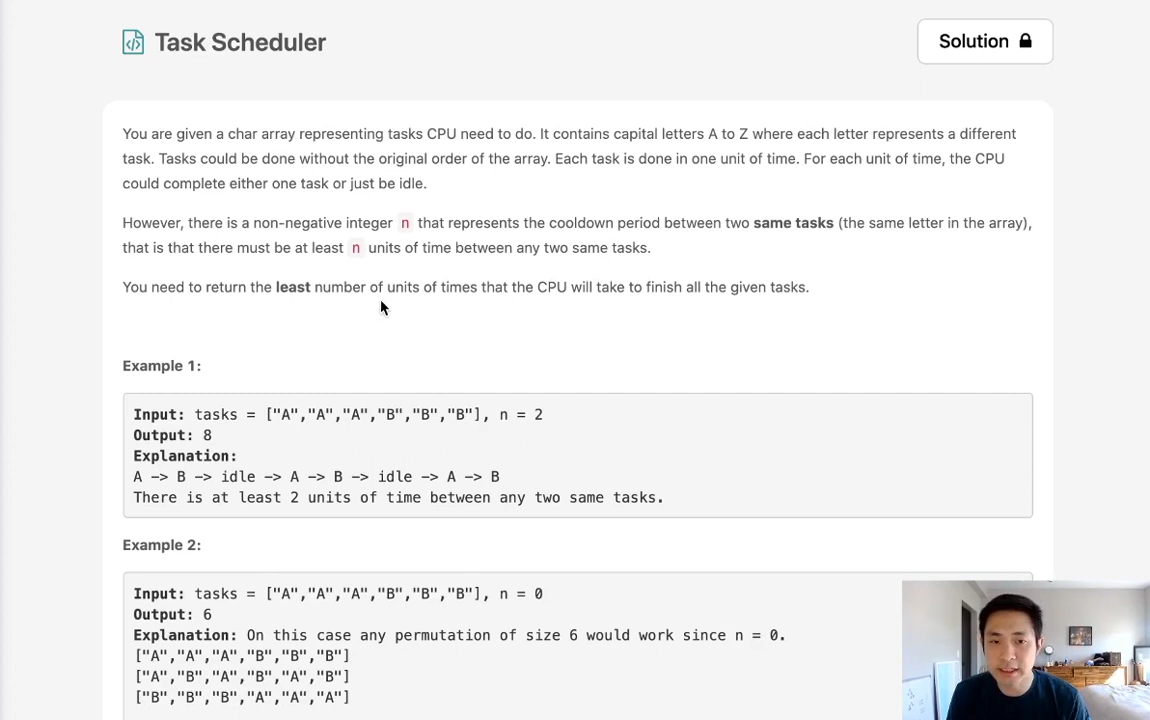 Task Scheduler
Solution
You are given a char array representing tasks CPU need to do. It contains capital letters A to Z where each letter represents a different
task. Tasks could be done without the original order of the array. Each task is done in one unit of time. For each unit of time, the CPU
could complete either one task or just be idle.
However, there is a non-negative integer n that represents the cooldown period between two same tasks (the same letter in the array),
that is that there must be at least n units of time between any two same tasks.
You need to return the least number of units of times that the CPU will take to finish all the given tasks.
Example 1:
Input: tasks = ["A","A","A","B","B","B"], n = 2
Output: 8
Explanation:
A -> B -> idle -> A -> B -> idle -> A -> B
There is at least 2 units of time between any two same tasks.
Example 2:
Input: tasks = ["A","A","A","B","B","B"], n = 0
Output: 6
Explanation: On this case any permutation of size 6 would work since n = 0.
["A","A","A","B","B","B"]
["A","B","A","B","A","B"]
["B","B","B","A","A","A"]